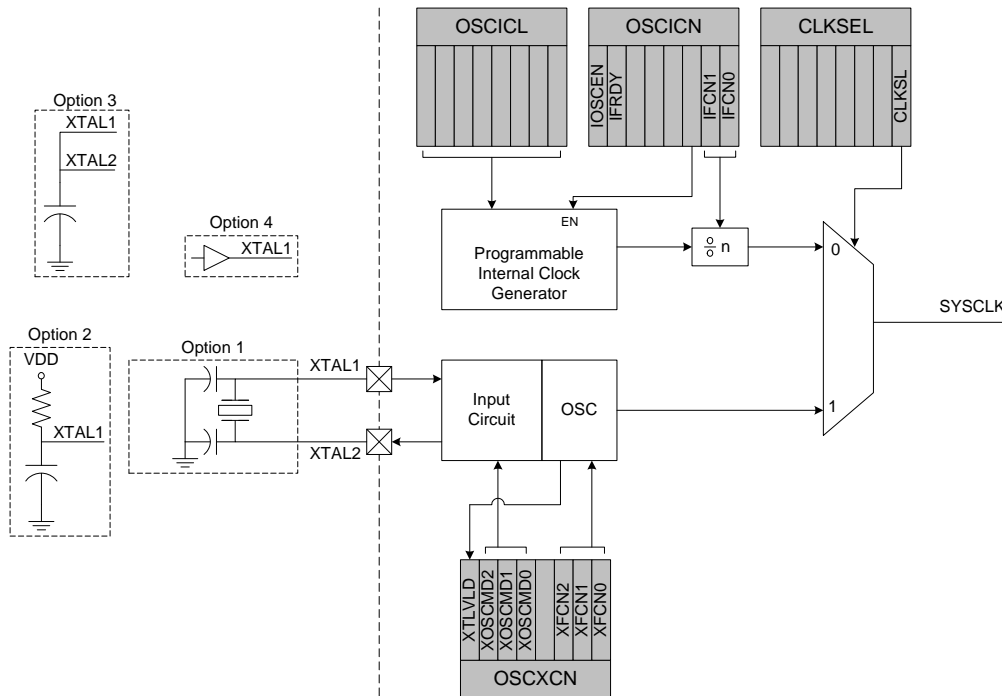 OSCICL
OSCICN
CLKSEL
IOSCEN
IFRDY
IFCN1
IFCN0
CLKSL
Option 3
XTAL1
XTAL2
Option 4
XTAL1
EN
Programmable
Internal Clock
Generator
n
0
SYSCLK
Option 2
VDD
XTAL1
Option 1
XTAL1
XTAL2
Input
Circuit
OSC
1
XTLVLD
XOSCMD2
XOSCMD1
XOSCMD0
XFCN2
XFCN1
XFCN0
OSCXCN